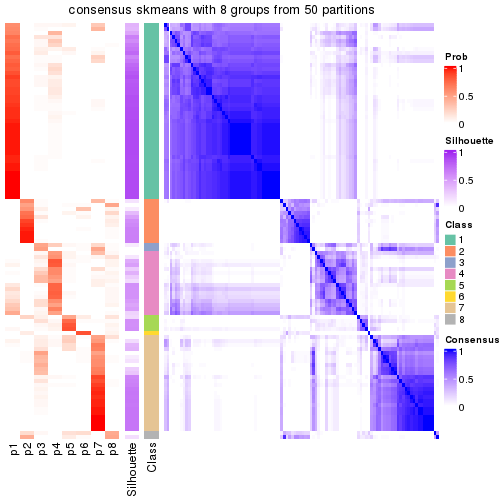 consensus skmeans with 8 groups from 50 partitions
Prob
1
0.5
0
Silhouette
1
0.5
0
Class
1
2
3
4
5
6
7
8
Consensus
1
0.5
0
p1
p2
p3
p4
p5
p6
p7
p8
Silhouette
Class